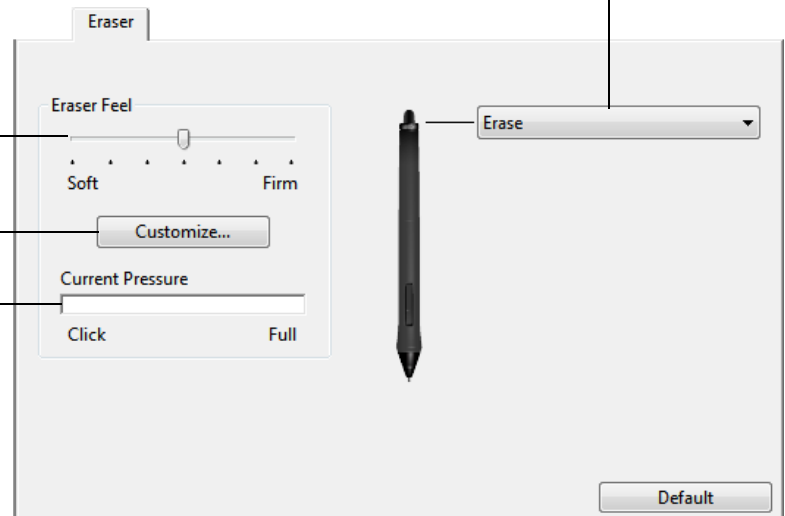 Eraser
Eraser Feel
Erase
Soft
Firm
Customize...
Current Pressure
Click
Full
Default